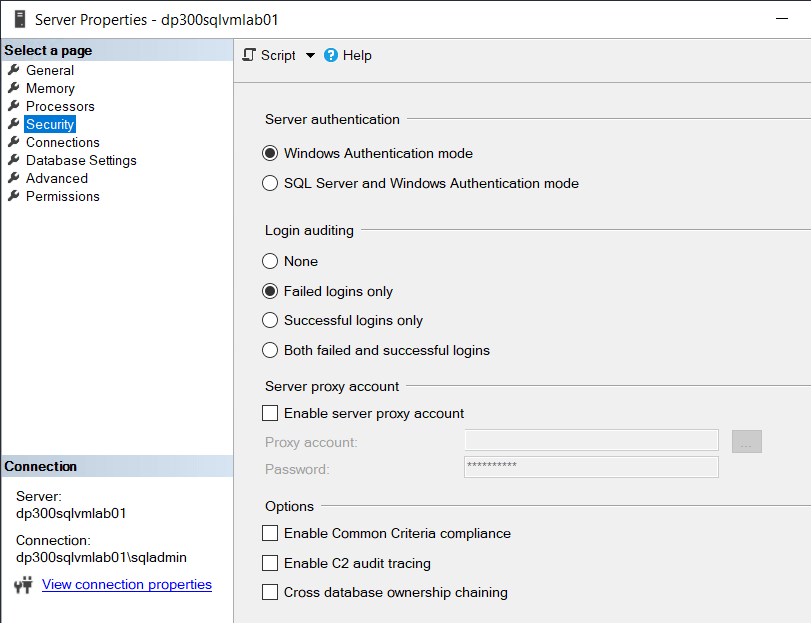 Server Properties - dp300sqlvmlab01
Select a page
General
Memory
Processors
Security
Connections
Database Settings
Advanced
Permissions
Script
Help
Server authentication
Windows Authentication mode
SQL Server and Windows Authentication mode
Login auditing
None
Failed logins only
Successful logins only
Both failed and successful logins
Server proxy account
Enable server proxy account
Proxy account:
...
Password:
**********
Options
Enable Common Criteria compliance
Enable C2 audit tracing
Cross database ownership chaining
Connection
Server:
dp300sqlvmlab01
Connection:
dp300sqlvmlab01\sqladmin
View connection properties